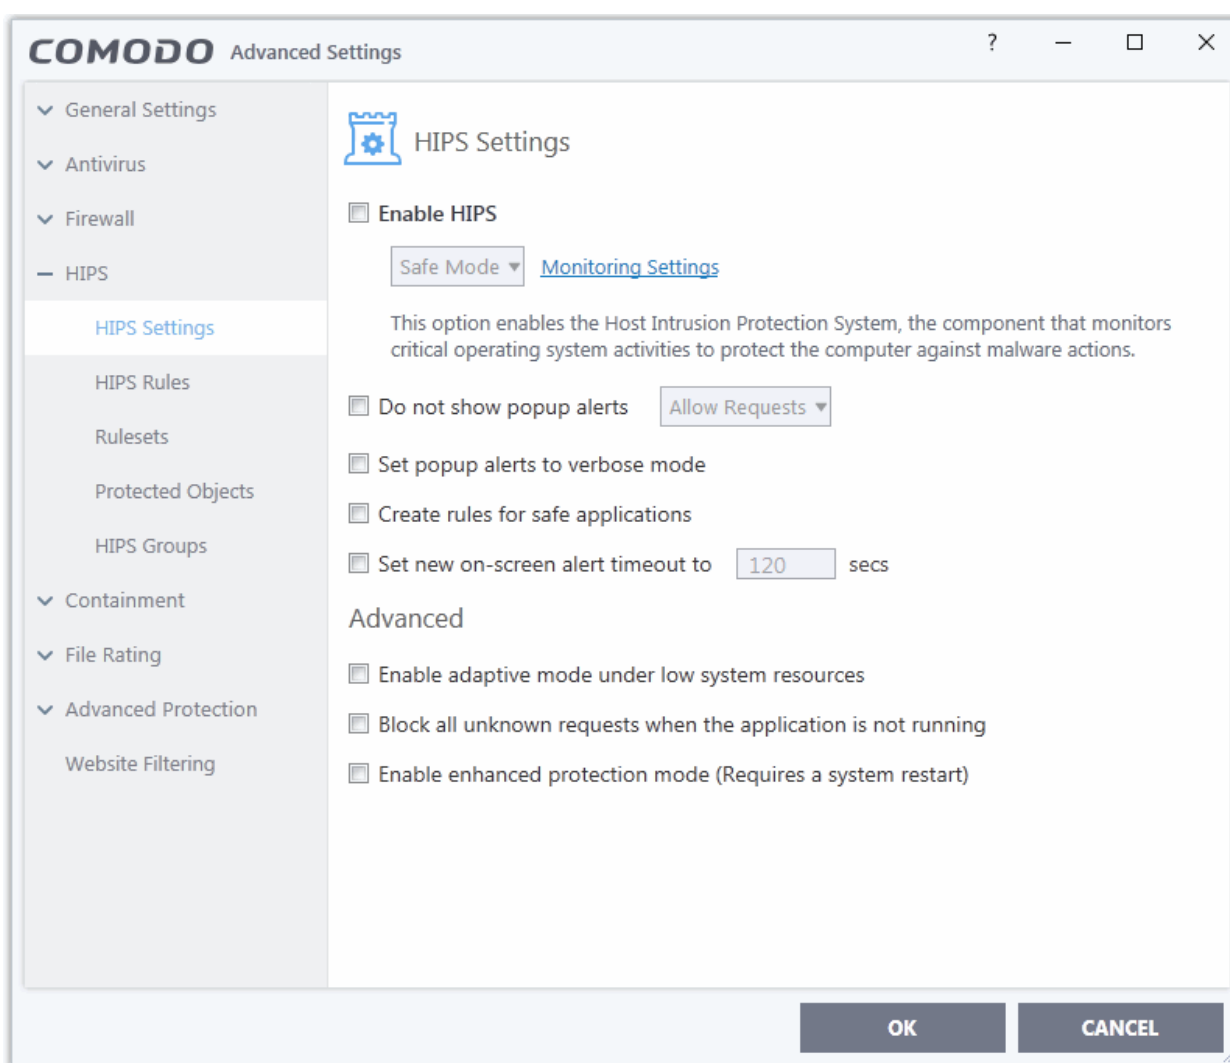 COMODO Advanced Settings
?
General Settings
Antivirus
Firewall
HIPS
HIPS Settings
HIPS Rules
Rulesets
Protected Objects
HIPS Groups
Containment
File Rating
Advanced Protection
Website Filtering
HIPS Settings
Enable HIPS
Safe Mode Monitoring Settings
This option enables the Host Intrusion Protection System, the component that monitors
critical operating system activities to protect the computer against malware actions.
Do not show popup alerts Allow Requests
Set popup alerts to verbose mode
Create rules for safe applications
Set new on-screen alert timeout to 120 secs
Advanced
Enable adaptive mode under low system resources
Block all unknown requests when the application is not running
Enable enhanced protection mode (Requires a system restart)
OK CANCEL